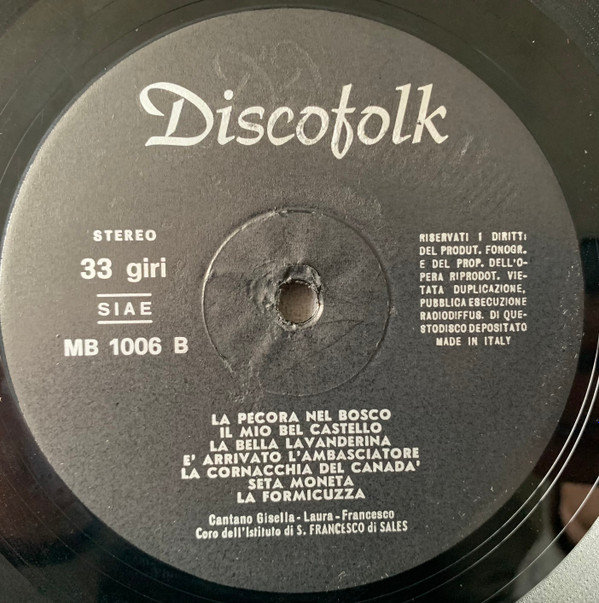 Discofolk
STEREO
33 giri
SIAE
MB 1006 B
RISERVATI I DIRITTI
DEL PRODUT. FONOGR.
E DEL PROP. DELL'O-
PERA RIPRODOT. VIE-
TATA DUPLICAZIONE,
PUBBLICA ESECUZIONE
RADIODIFFUS. DI QUE-
STODISCO DEPOSITATO
MADE IN ITALY
LA PECORA NEL BOSCO
IL MIO BEL CASTELLO
LA BELLA LAVANDERINA
E' ARRIVATO L'AMBASCIATORE
LA CORNACCHIA DEL CANADA'
SETA MONETA
LA FORMICUZZA
Cantano Gisella - Laura - Francesco
Coro dell'Istituto di S. FRANCESCO di SALES